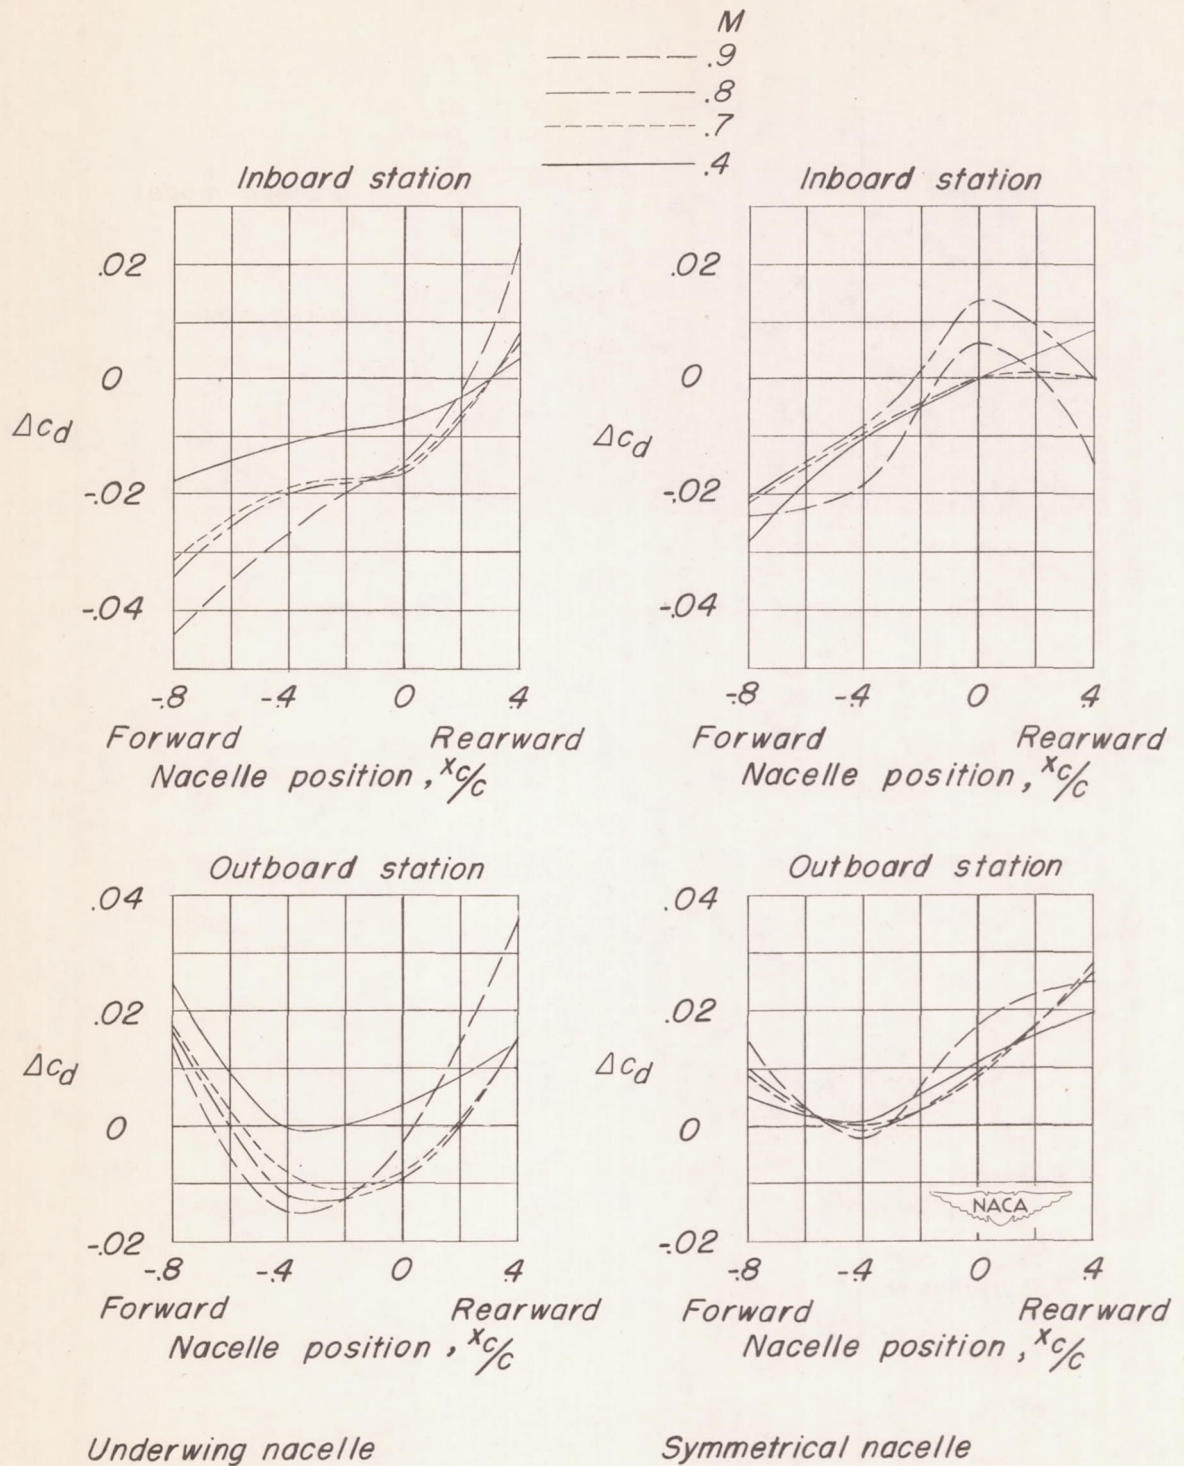 M
.9
.8
.7
.4
Inboard station
.02
0
Δcd
-.02
-.04
-.8 -.4 0 .4
Forward Rearward
Nacelle position, xc/c
Inboard station
.02
0
Δcd
-.02
-.04
-.8 -.4 0 .4
Forward Rearward
Nacelle position, xc/c
Outboard station
.04
.02
Δcd
0
-.02
-.8 -.4 0 .4
Forward Rearward
Nacelle position, xc/c
Outboard station
.04
.02
Δcd
0
NACA
-.02
-.8 -.4 0 .4
Forward Rearward
Nacelle position, xc/c
Underwing nacelle
Symmetrical nacelle